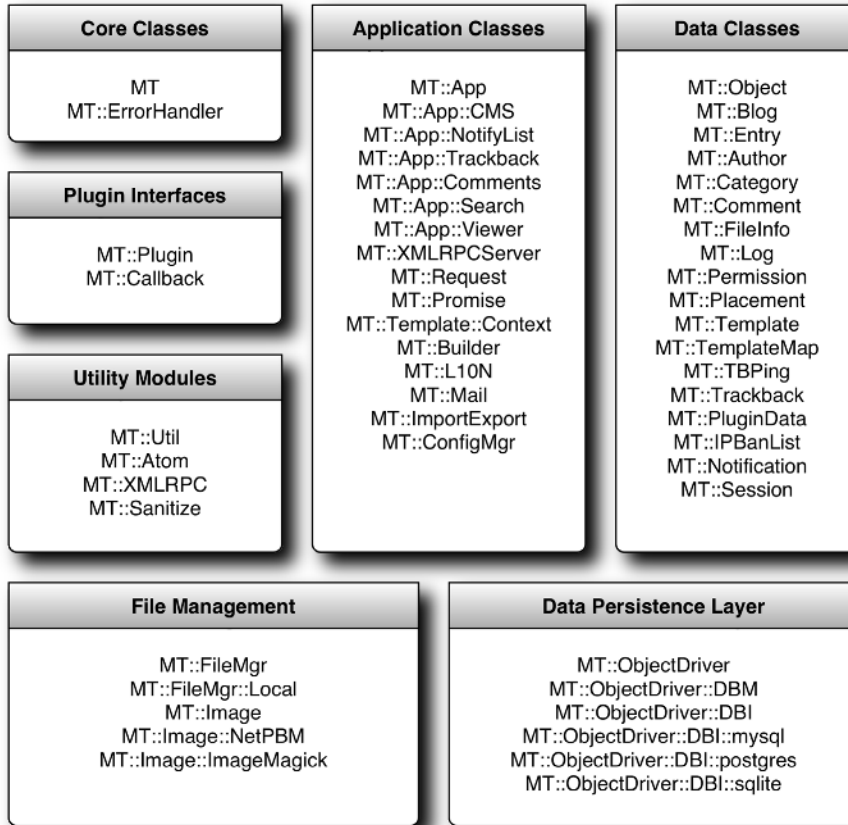 Core Classes
MT
MT::ErrorHandler
Plugin Interfaces
MT::Plugin
MT::Callback
Utility Modules
MT::Util
MT::Atom
MT::XMLRPC
MT::Sanitize
Application Classes
MT::App
MT::App::CMS
MT::App::NotifyList
MT::App::Trackback
MT::App::Comments
MT::App::Search
MT::App::Viewer
MT::XMLRPCServer
MT::Request
MT::Promise
MT::Template::Context
MT::Builder
MT::L10N
MT::Mail
MT::ImportExport
MT::ConfigMgr
Data Classes
MT::Object
MT::Blog
MT::Entry
MT::Author
MT::Category
MT::Comment
MT::FileInfo
MT::Log
MT::Permission
MT::Placement
MT::Template
MT::TemplateMap
MT::TBPing
MT::Trackback
MT::PluginData
MT::IPBanList
MT::Notification
MT::Session
File Management
MT::FileMgr
MT::FileMgr::Local
MT::Image
MT::Image::NetPBM
MT::Image::ImageMagick
Data Persistence Layer
MT::ObjectDriver
MT::ObjectDriver::DBM
MT::ObjectDriver::DBI
MT::ObjectDriver::DBI::mysql
MT::ObjectDriver::DBI::postgres
MT::ObjectDriver::DBI::sqlite